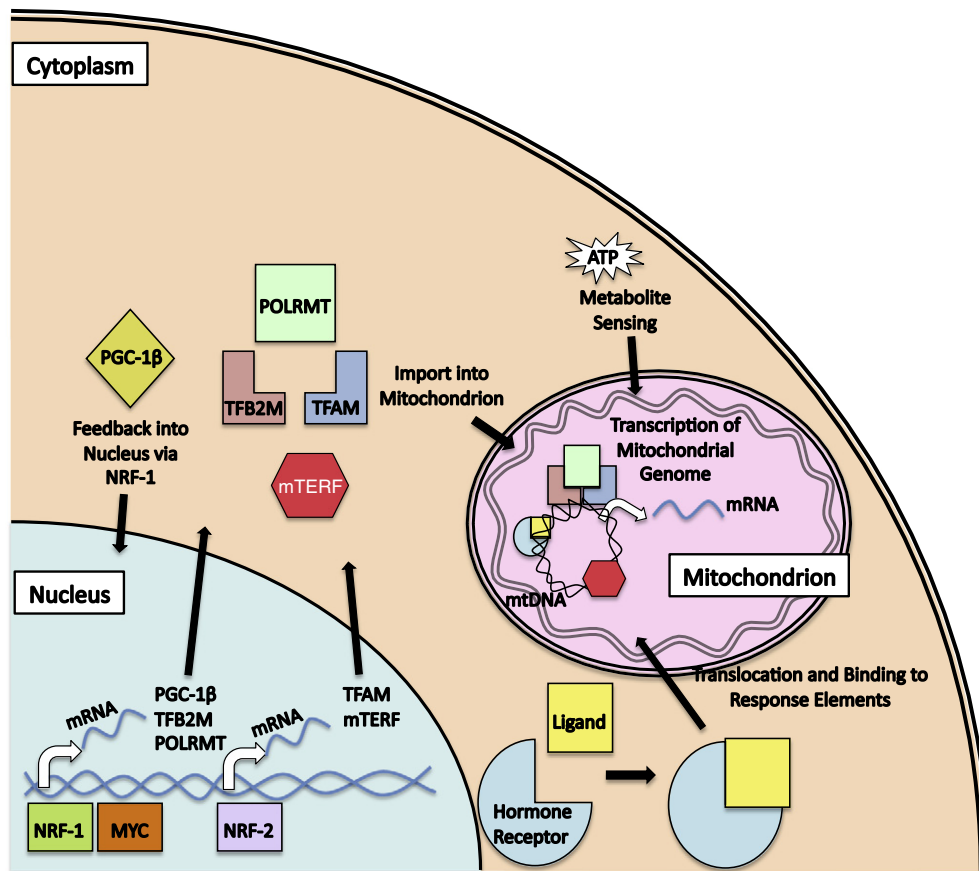 Cytoplasm
ATP
Metabolite
Sensing
POLRMT
PGC-1β
TFB2M
TFAM
Import into
Mitochondrion
Feedback into
Nucleus via
NRF-1
mTERF
Transcription of
Mitochondrial
Genome
mRNA
Mitochondrion
mtDNA
Nucleus
Translocation and Binding to
Response Elements
PGC-1β
TFB2M
POLRMT
mRNA
TFAM
mTERF
mRNA
Ligand
Hormone
Receptor
NRF-1
MYC
NRF-2